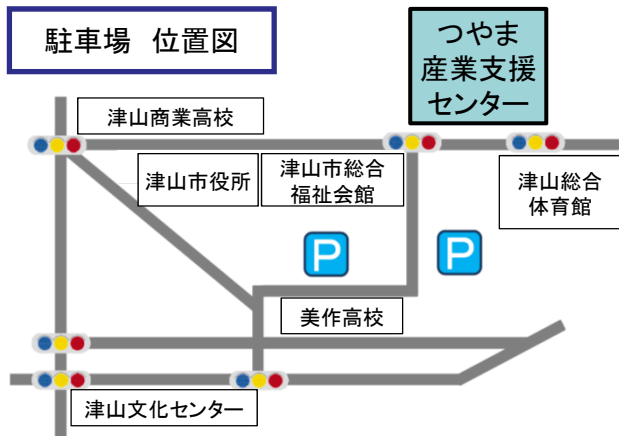 駐車場 位置図
つやま
産業支援
センター
津山商業高校
津山市役所
津山市総合
福祉会館
津山総合
体育館
P
P
美作高校
津山文化センター